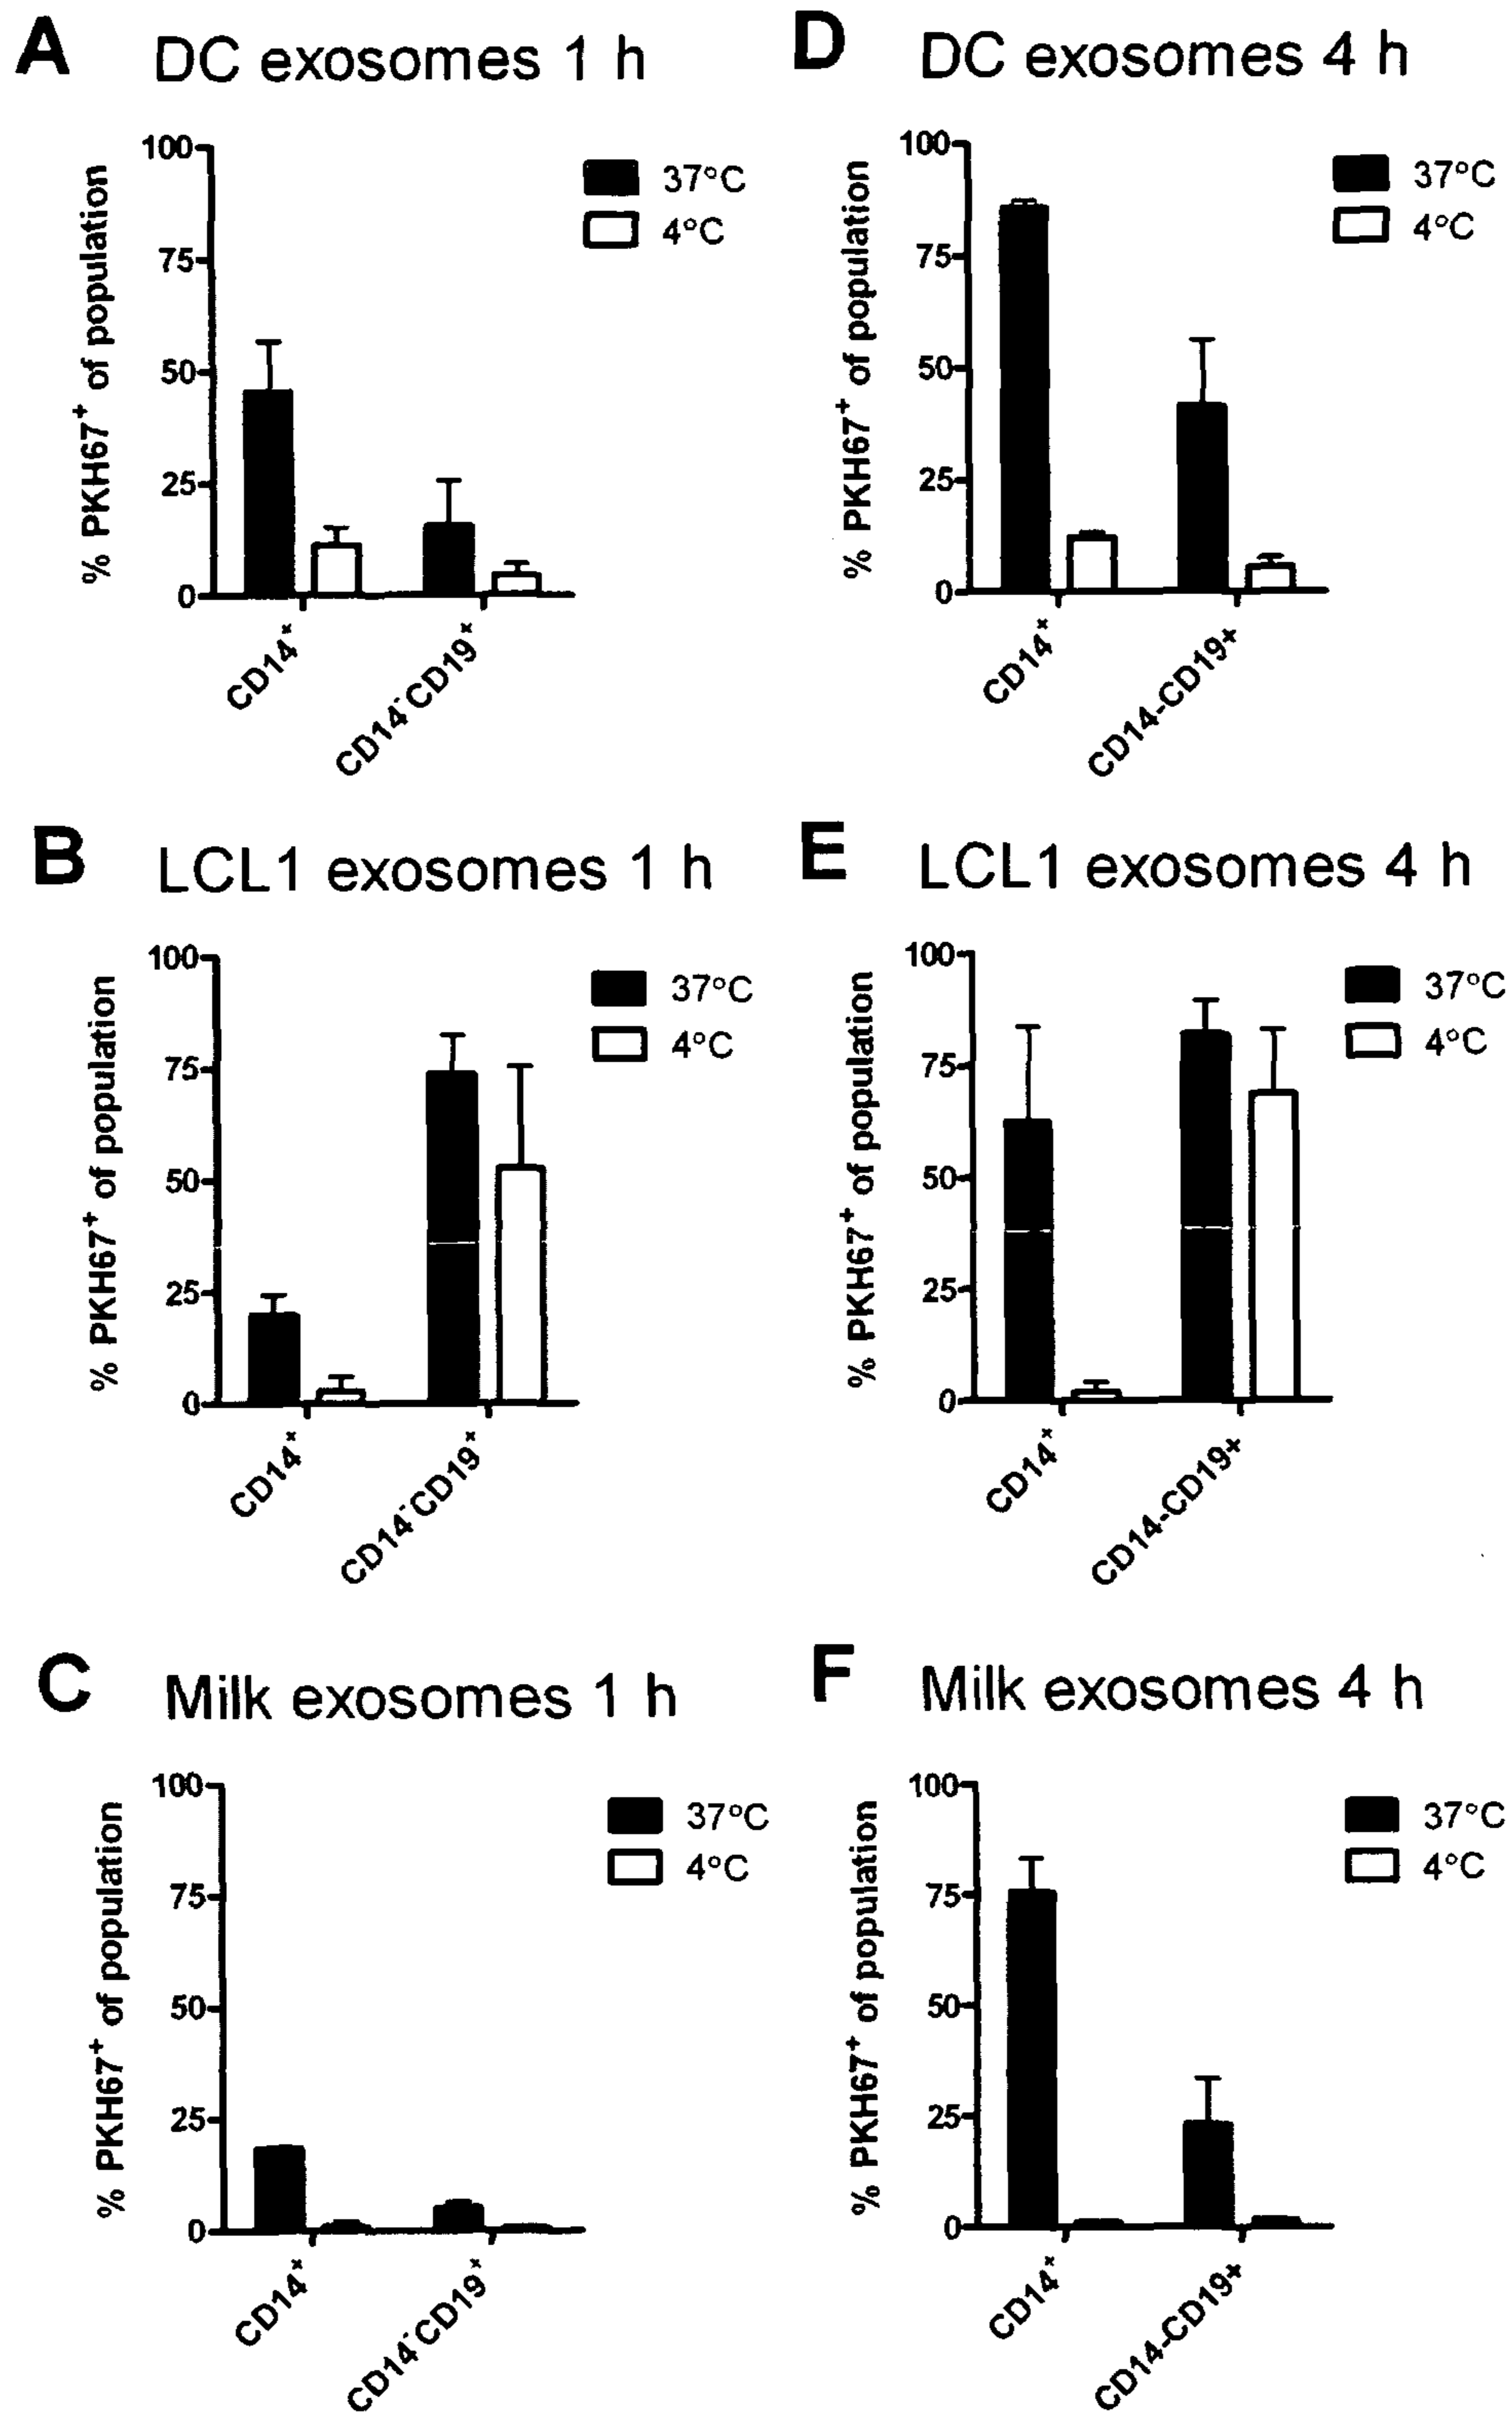 A DC exosomes 1 h
% PKH67⁺ of population
100
75
50
25
0
37°C
4°C
CD14⁺
CD14⁻CD19⁺
D DC exosomes 4 h
% PKH67⁺ of population
100
75
50
25
0
37°C
4°C
CD14⁺
CD14-CD19+
B LCL1 exosomes 1 h
% PKH67⁺ of population
100
75
50
25
0
37°C
4°C
CD14⁺
CD14⁻CD19⁺
E LCL1 exosomes 4 h
% PKH67⁺ of population
100
75
50
25
0
37°C
4°C
CD14⁺
CD14-CD19+
C Milk exosomes 1 h
% PKH67⁺ of population
100
75
50
25
0
37°C
4°C
CD14⁺
CD14⁻CD19⁺
F Milk exosomes 4 h
% PKH67⁺ of population
100
75
50
25
0
37°C
4°C
CD14⁺
CD14-CD19+